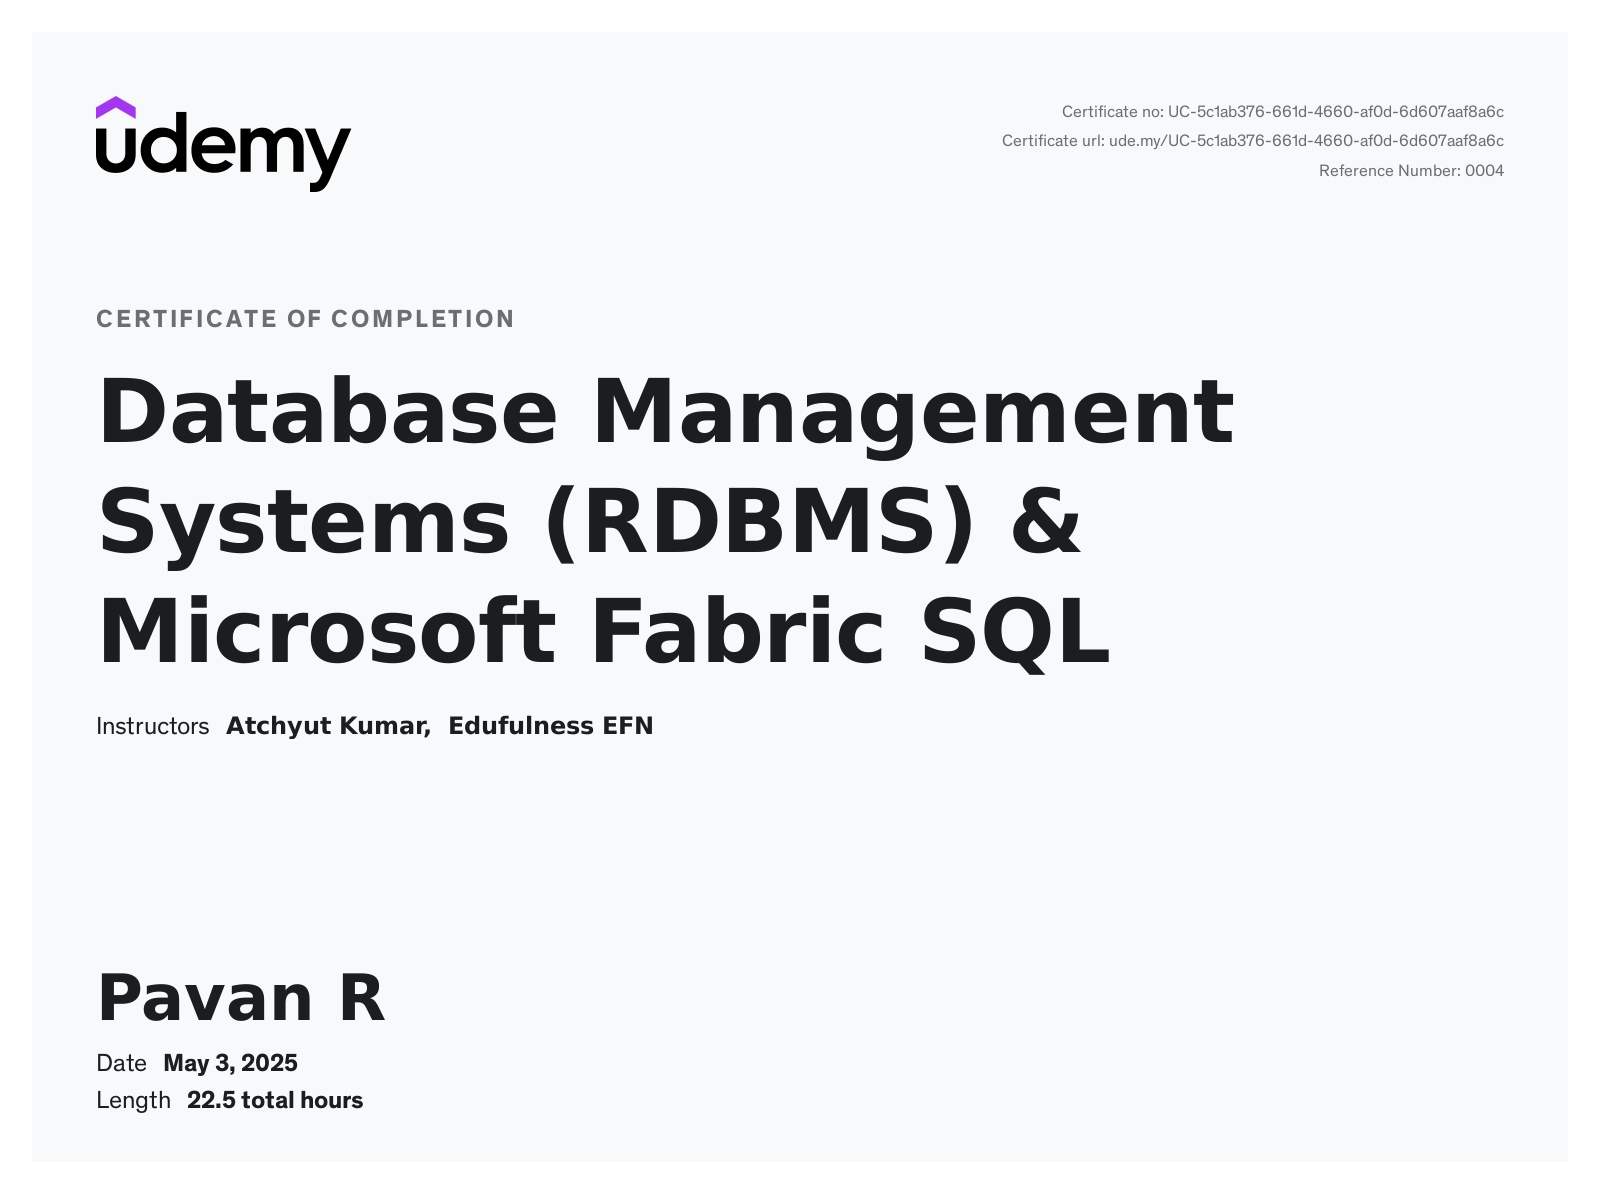 udemy
Certificate no: UC-5c1ab376-661d-4660-af0d-6d607aaf8a6c
Certificate url: ude.my/UC-5c1ab376-661d-4660-af0d-6d607aaf8a6c
Reference Number: 0004
CERTIFICATE OF COMPLETION
Database Management
Systems (RDBMS) &
Microsoft Fabric SQL
Instructors Atchyut Kumar, Edufulness EFN
Pavan R
Date May 3, 2025
Length 22.5 total hours